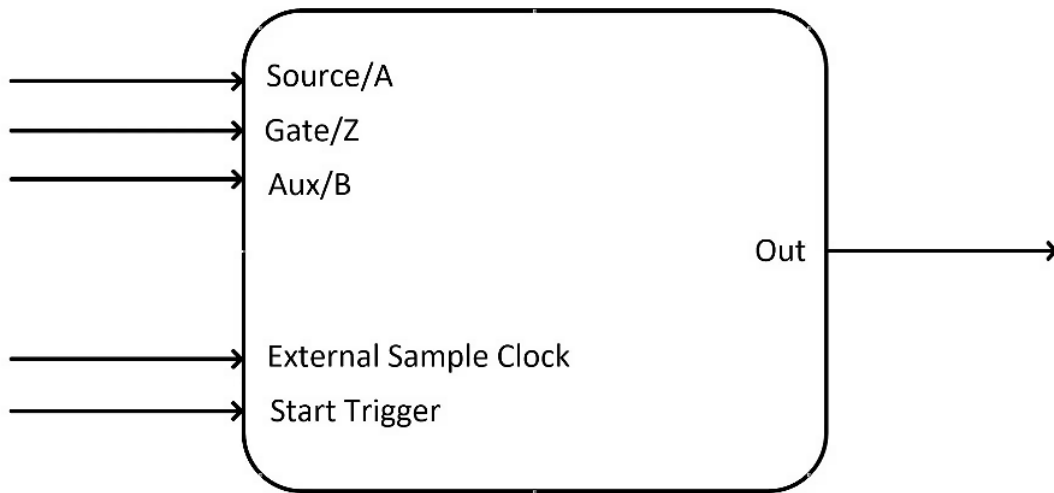 Source/A
Gate/Z
Aux/B
Out
External Sample Clock
Start Trigger